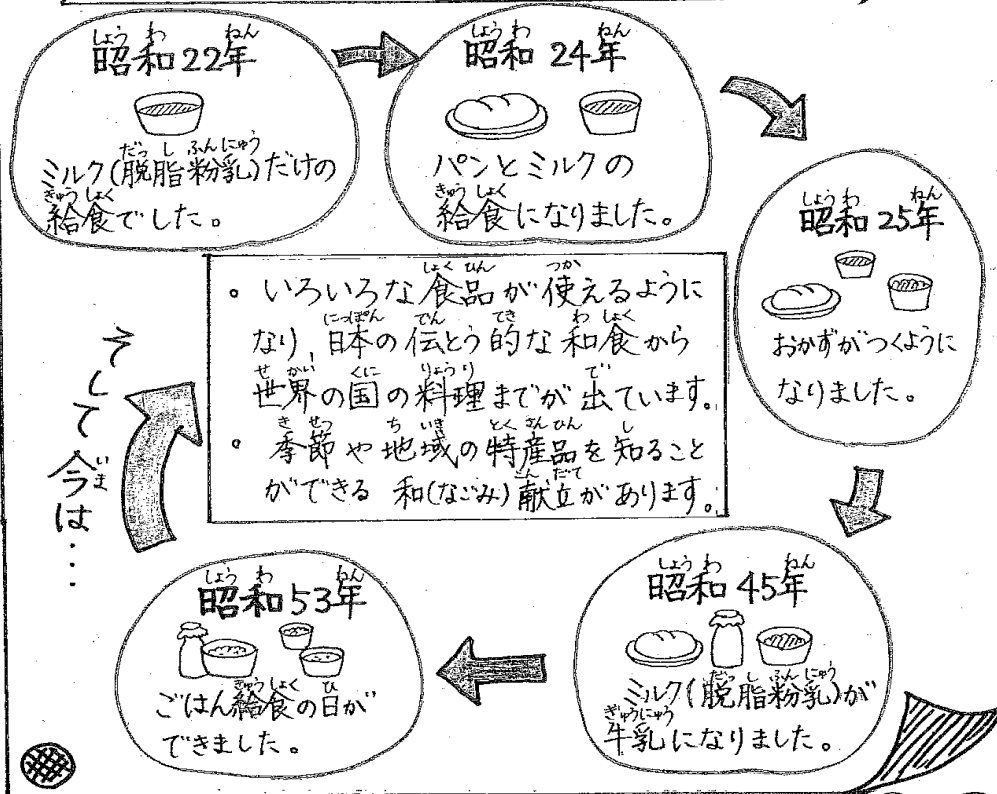 昭和22年
ミルク(脱脂粉乳)だけの
給食でした。
昭和 24年
パンとミルクの
給食になりました。
昭和 25年
おかずがつくように
なりました。
昭和 45年
ミルク(脱脂粉乳)が
牛乳になりました。
昭和53年
ごはん給食の日が
できました。
そして今は・・・
。いろいろな食品が使えるように
なり、日本の伝とう的な和食から
世界の国の料理までが出ています。
。季節や地域の特産品を知ること
ができる 和(なごみ)献立があります。